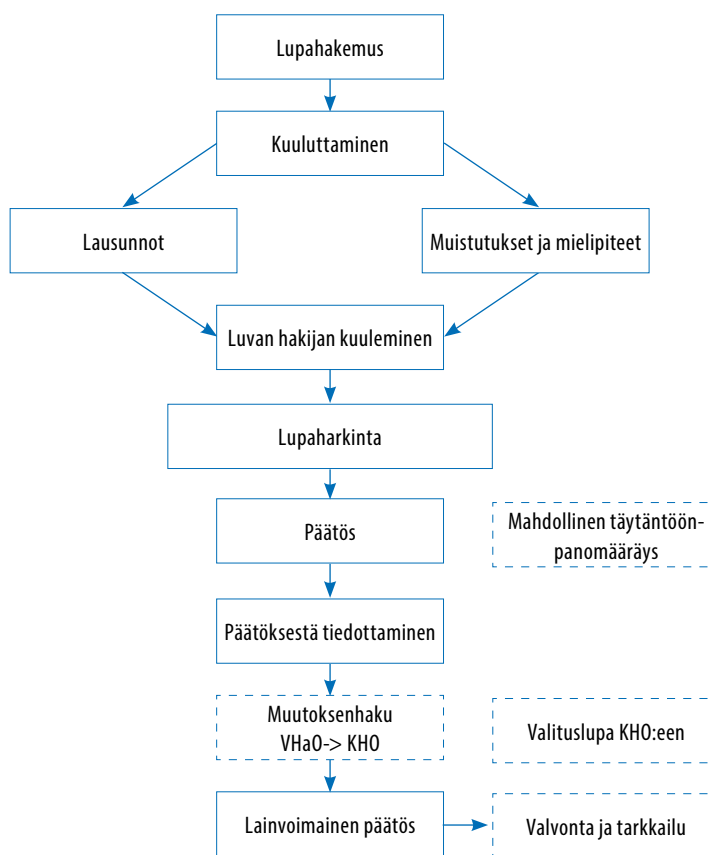 Lupahakemus
Kuuluttaminen
Lausunnot
Muistutukset ja mielipiteet
Luvan hakijan kuuleminen
Lupaharkinta
Päätös
Mahdollinen täytäntöön-
panomääräys
Päätöksestä tiedottaminen
Muutoksenhaku
VHaO-> KHO
Valituslupa KHO:een
Lainvoimainen päätös
Valvonta ja tarkkailu